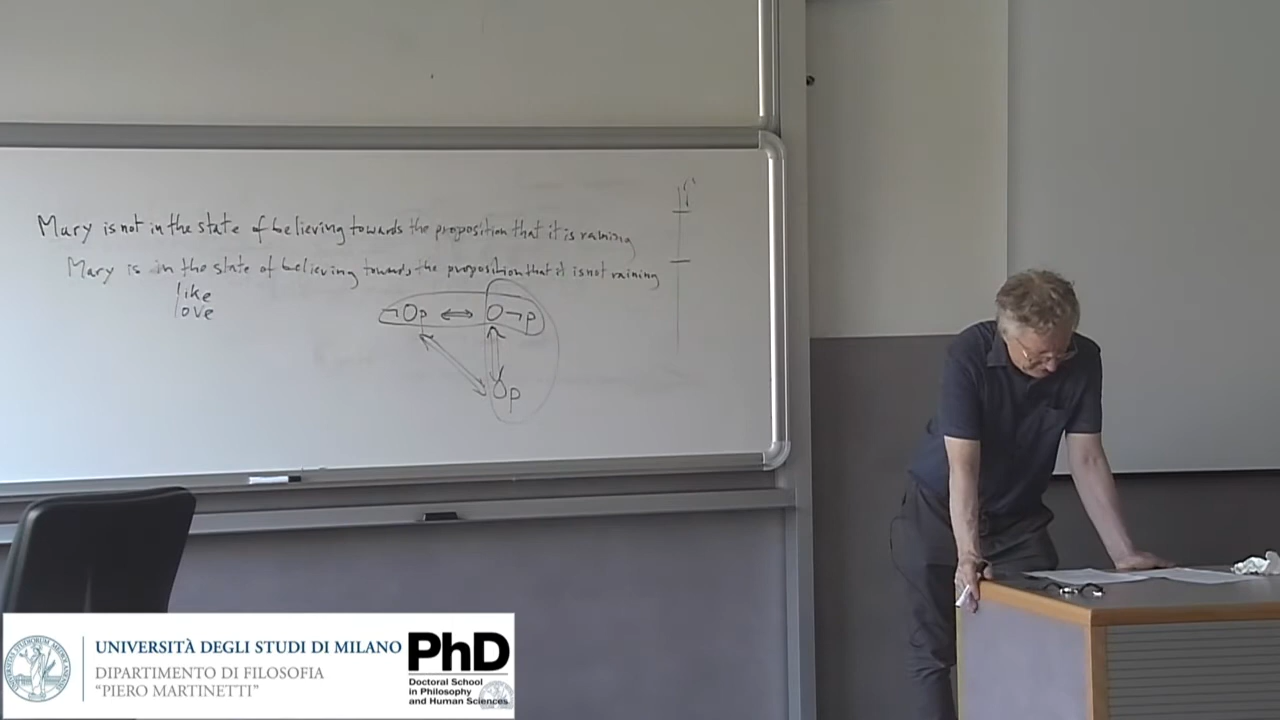 Mary is not in the state of believing towards the proposition that it is raining
Mary is in the state of believing towards the proposition that it is not raining
like
love
¬Op ⟺ O¬p
Op
UNIVERSITÀ DEGLI STUDI DI MILANO
DIPARTIMENTO DI FILOSOFIA
"PIERO MARTINETTI"
PhD
Doctoral School
in Philosophy
and Human Sciences